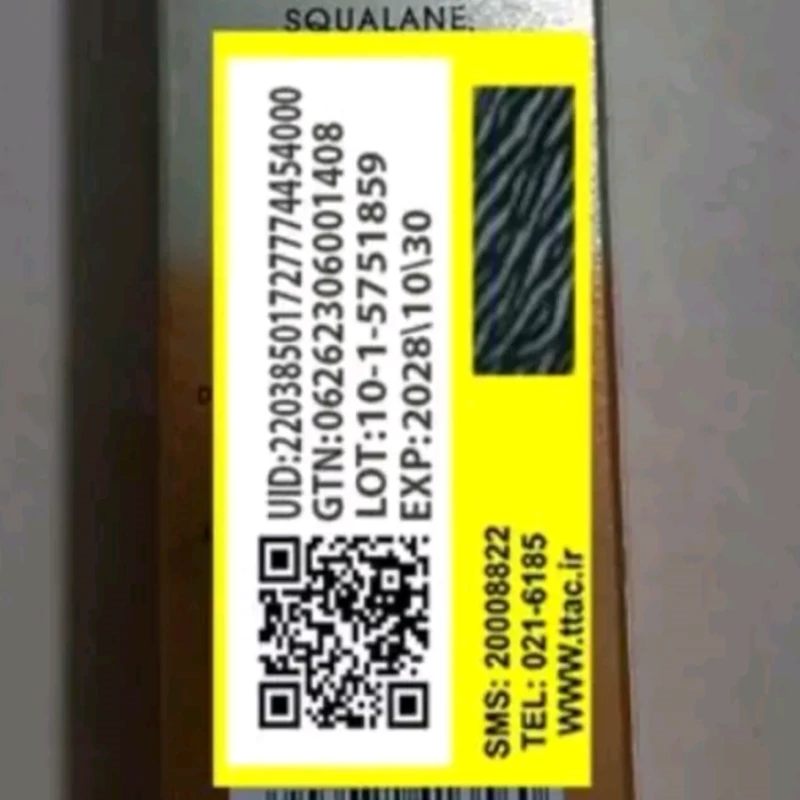 SQUALANE,
UID:22038501727774454000
GTN:06262306001408
LOT:10-1-5751859
EXP:2028\10\30
SMS: 20008822
TEL: 021-6185
www.ttac.ir